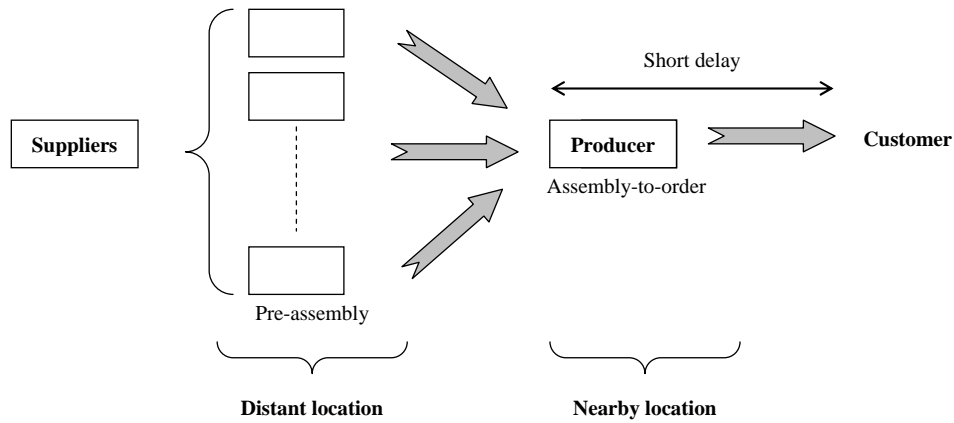 Short delay
Suppliers
Producer
Customer
Assembly-to-order
Pre-assembly
Distant location
Nearby location